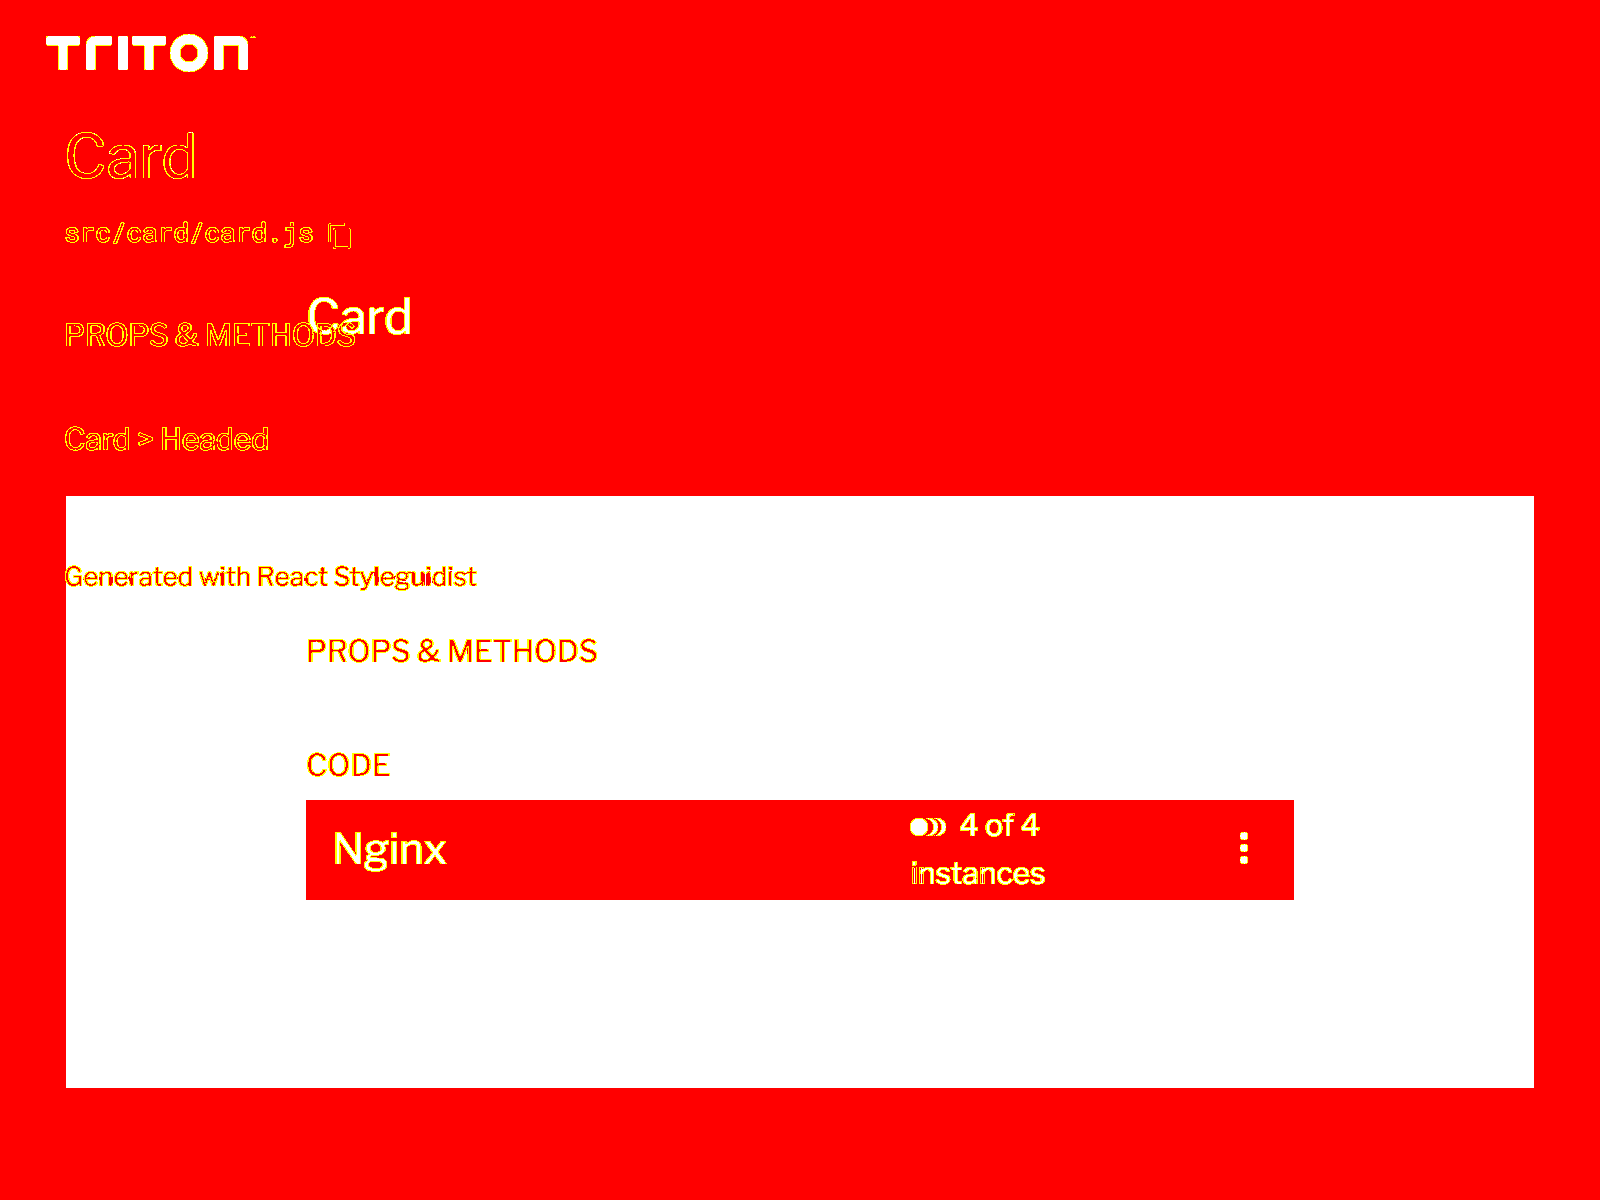 TRITON
Card
src/card/card.js
Card
PROPS & METHODS
Card > Headed
Generated with React Styleguidist
PROPS & METHODS
CODE
Nginx
4 of 4
instances